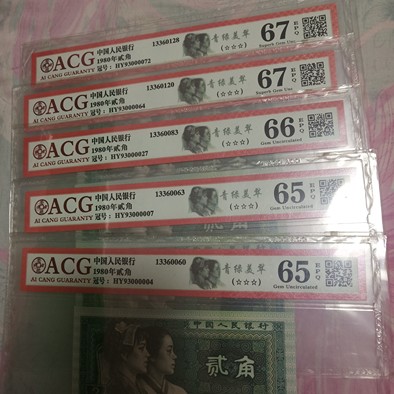 ACG
AI CANG GUARANTY
中国人民银行
1980年贰角
冠号：HY93000072
13360128
青绿美翠
(☆☆☆)
67 EPQ
Superb Gem Unc
ACG
AI CANG GUARANTY
中国人民银行
1980年贰角
冠号：HY93000064
13360120
青绿美翠
(☆☆☆)
67 EPQ
Superb Gem Unc
ACG
AI CANG GUARANTY
中国人民银行
1980年贰角
冠号：HY93000027
13360083
青绿美翠
(☆☆☆)
66 EPQ
Gem Uncirculated
ACG
AI CANG GUARANTY
中国人民银行
1980年贰角
冠号：HY93000007
13360063
青绿美翠
(☆☆☆)
65 EPQ
Gem Uncirculated
贰角
ACG
AI CANG GUARANTY
中国人民银行
1980年贰角
冠号：HY93000004
13360060
青绿美翠
(☆☆☆)
65 EPQ
Gem Uncirculated
中国人民银行
贰角